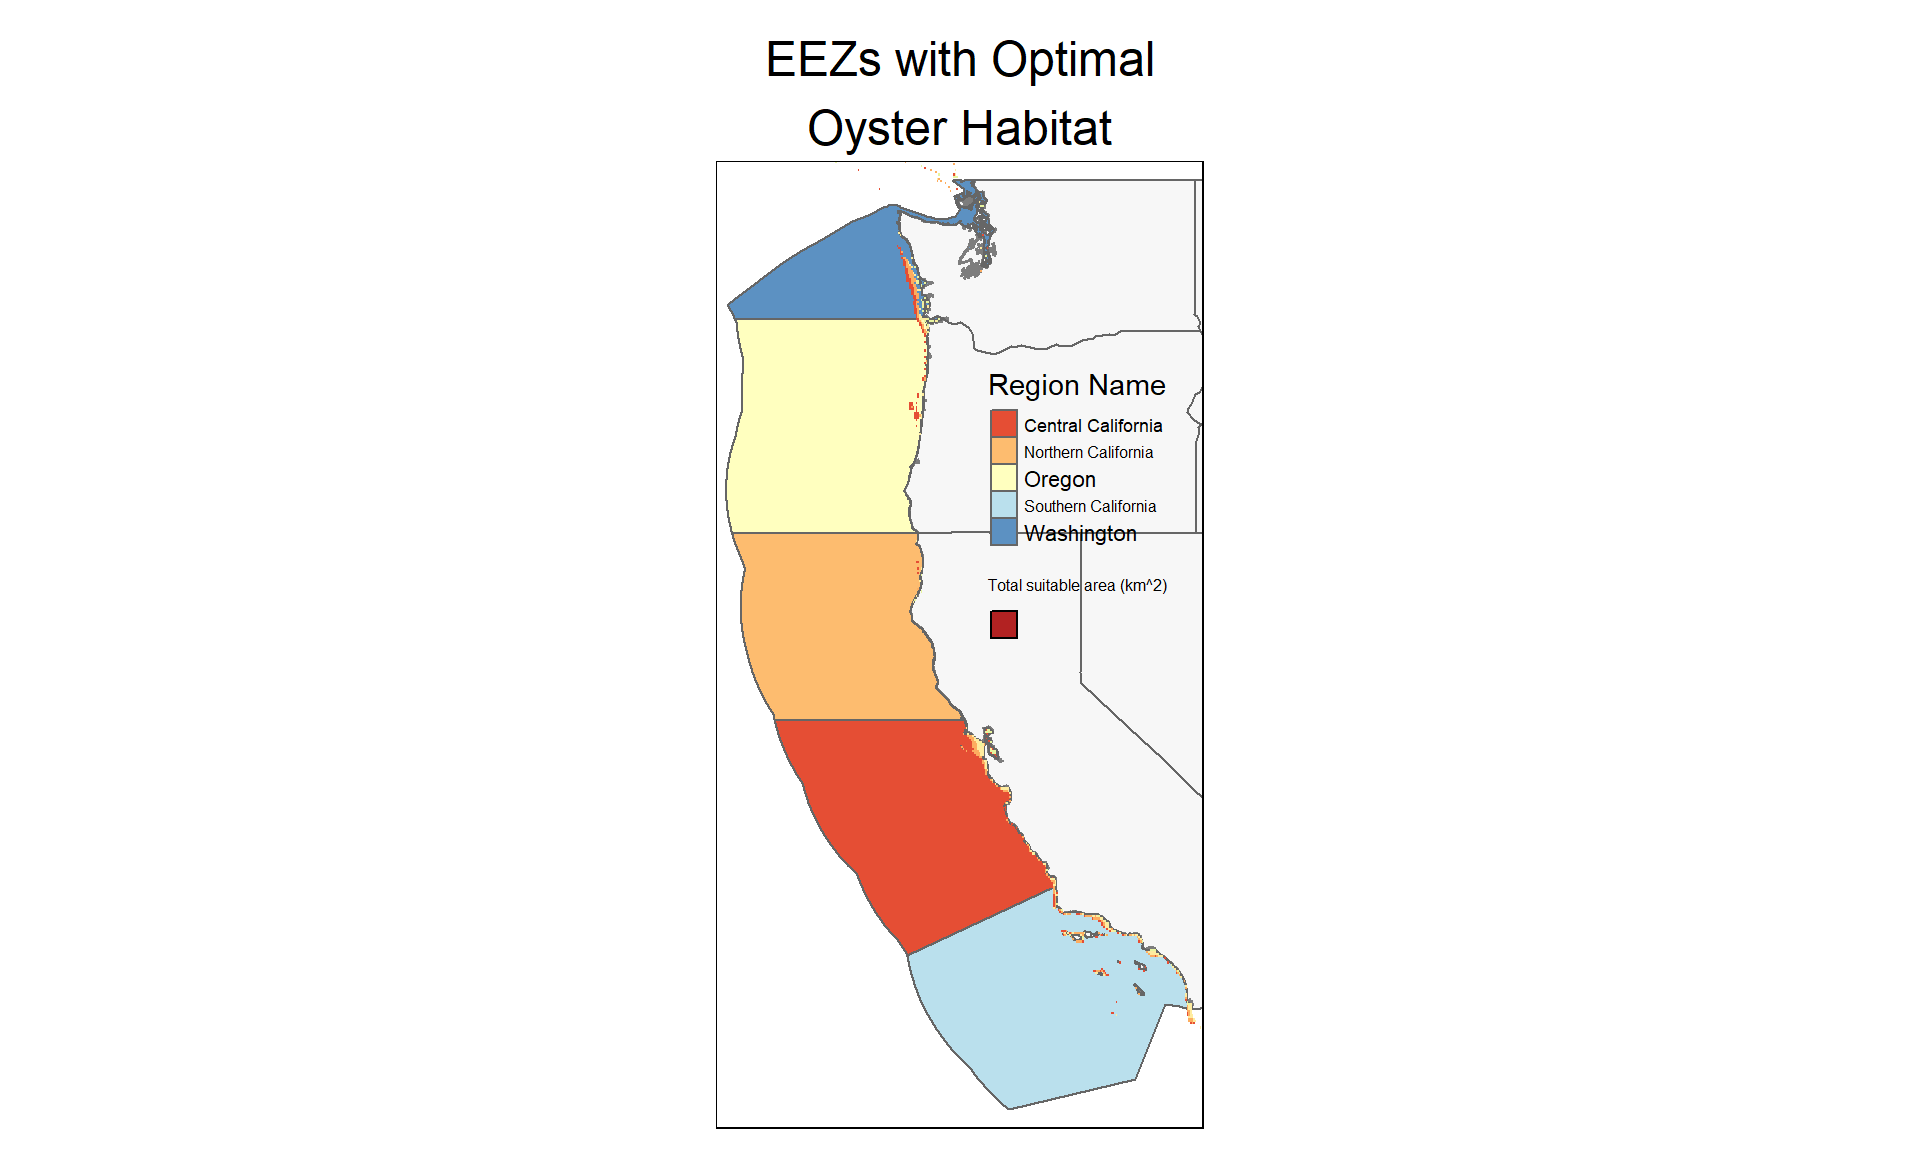 EEZs with Optimal
Oyster Habitat
Region Name
Central California
Northern California
Oregon
Southern California
Washington
Total suitable area (km^2)